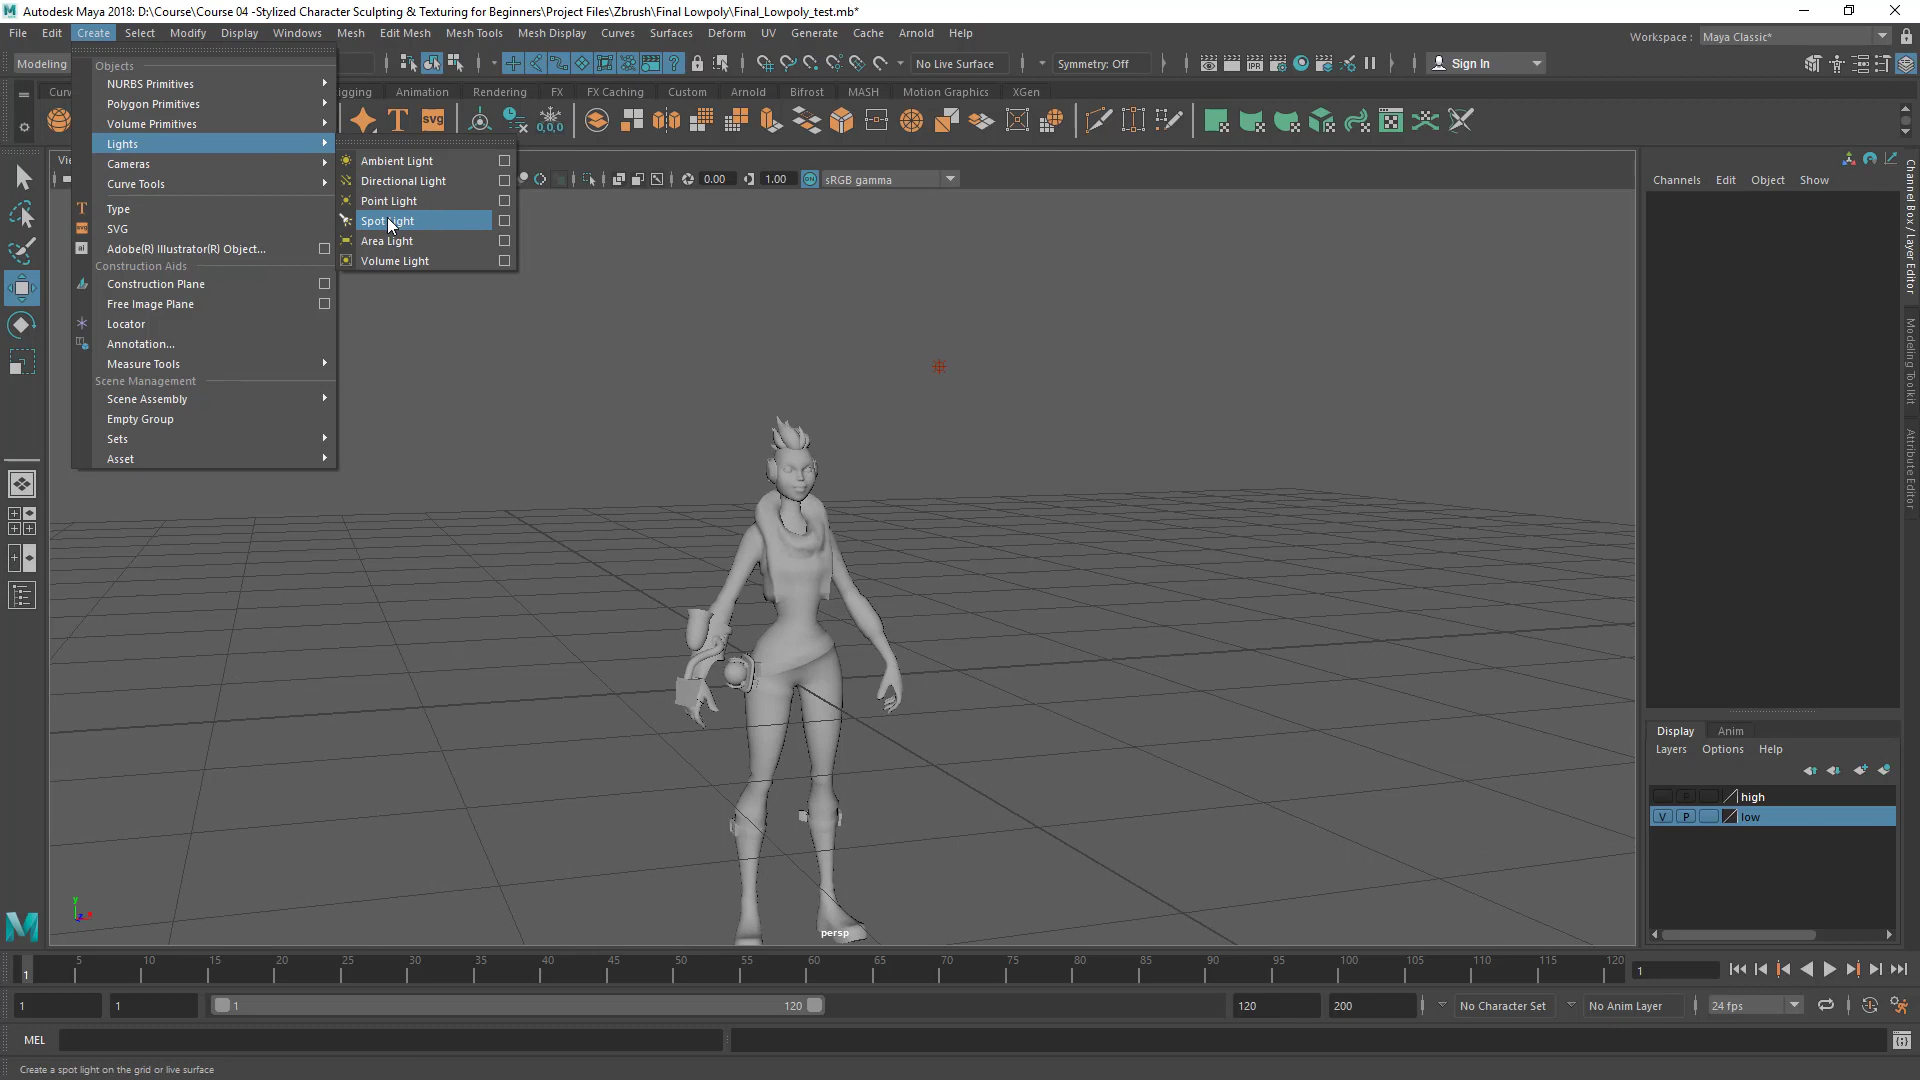 Autodesk Maya 2018: D:\Course\Course 04 -Stylized Character Sculpting & Texturing for Beginners\Project Files\Zbrush\Final Lowpoly\Final_Lowpoly_test.mb*
File Edit Create Select Modify Display Windows Mesh Edit Mesh Mesh Tools Mesh Display Curves Surfaces Deform UV Generate Cache Arnold Help
Workspace : Maya Classic*
Modeling
No Live Surface
Symmetry: Off
Sign In
Animation Rendering FX FX Caching Custom Arnold Bifrost MASH Motion Graphics XGen
T
svg
0,0,0
Objects
NURBS Primitives
Polygon Primitives
Volume Primitives
Lights
Cameras
Curve Tools
Type
SVG
Adobe(R) Illustrator(R) Object...
Construction Aids
Construction Plane
Free Image Plane
Locator
Annotation...
Measure Tools
Scene Management
Scene Assembly
Empty Group
Sets
Asset
Ambient Light
Directional Light
Point Light
Spot Light
Area Light
Volume Light
0.00
1.00
sRGB gamma
Channels Edit Object Show
Channel Box / Layer Editor
Modeling Toolkit
Attribute Editor
persp
Display Anim
Layers Options Help
high
V P low
5 10 15 20 25 30 35 40 45 50 55 60 65 70 75 80 85 90 95 100 105 110 115 120
1
1
1 1 1 120 120 200 No Character Set No Anim Layer 24 fps
MEL
Create a spot light on the grid or live surface